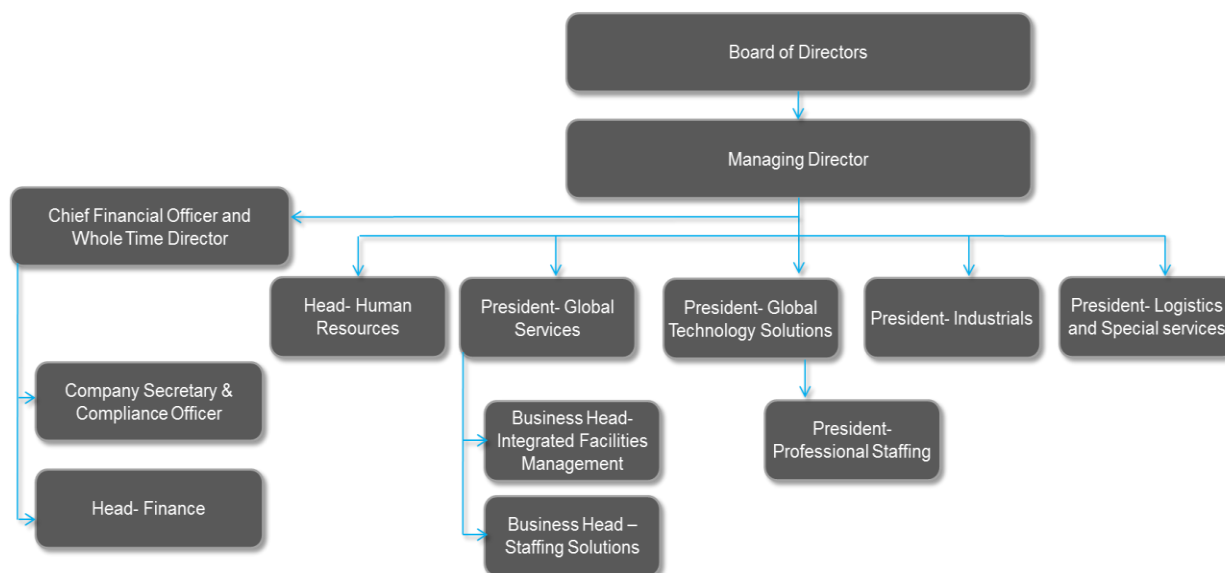 Board of Directors
Managing Director
Chief Financial Officer and
Whole Time Director
Head- Human
Resources
President- Global
Services
President- Global
Technology Solutions
President- Industrials
President- Logistics
and Special services
Company Secretary &
Compliance Officer
Business Head-
Integrated Facilities
Management
President-
Professional Staffing
Head- Finance
Business Head –
Staffing Solutions